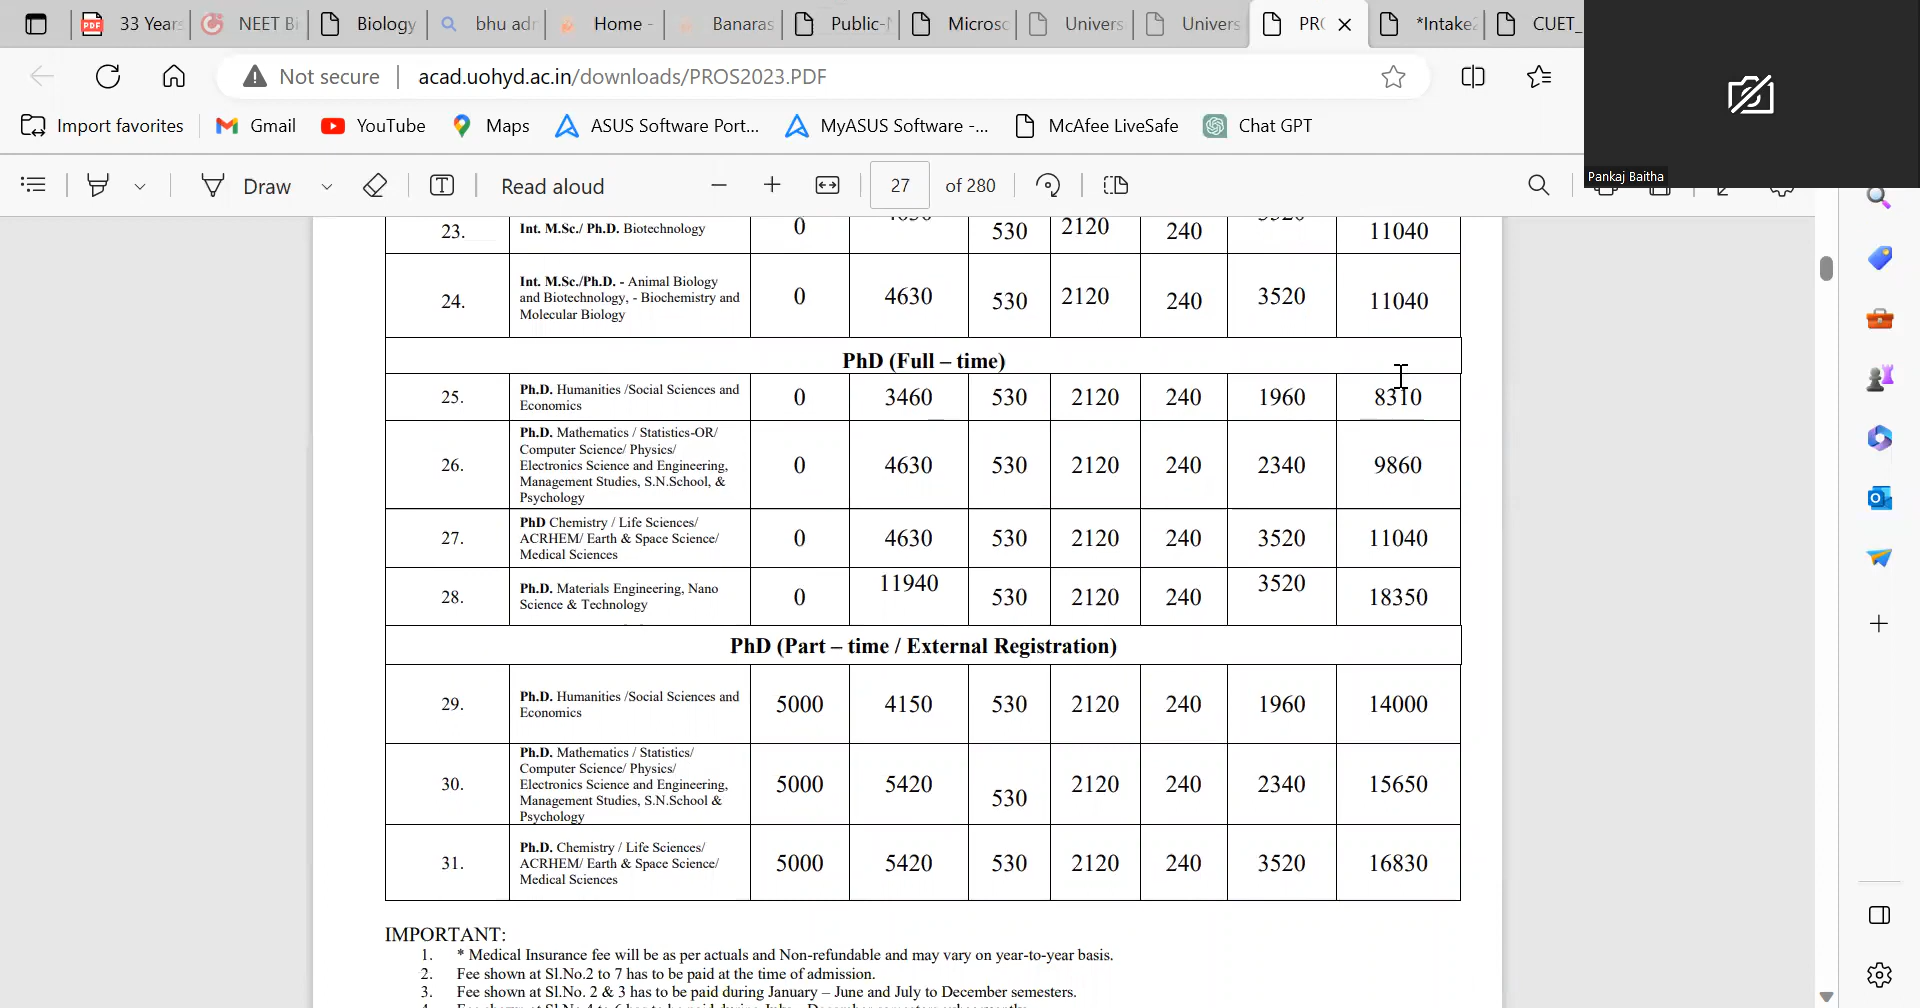 33 Years
NEET Bi
Biology
bhu adr
Home -
Banaras
Public-
Microsc
Univers
Univers
PRO
*Intake
CUET_
Not secure
acad.uohyd.ac.in/downloads/PROS2023.PDF
Import favorites
Gmail
YouTube
Maps
ASUS Software Port...
MyASUS Software -...
McAfee LiveSafe
Chat GPT
Pankaj Baitha
Draw
Read aloud
27 of 280
23. Int. M.Sc./ Ph.D. Biotechnology 0 530 2120 240 11040
24. Int. M.Sc./Ph.D. - Animal Biology
and Biotechnology, - Biochemistry and
Molecular Biology
0 4630 530 2120 240 3520 11040
PhD (Full – time)
25. Ph.D. Humanities /Social Sciences and
Economics
0 3460 530 2120 240 1960 8310
26. Ph.D. Mathematics / Statistics-OR/
Computer Science/ Physics/
Electronics Science and Engineering,
Management Studies, S.N.School, &
Psychology
0 4630 530 2120 240 2340 9860
27. PhD Chemistry / Life Sciences/
ACRHEM/ Earth & Space Science/
Medical Sciences
0 4630 530 2120 240 3520 11040
28. Ph.D. Materials Engineering, Nano
Science & Technology
0 11940 530 2120 240 3520 18350
PhD (Part – time / External Registration)
29. Ph.D. Humanities /Social Sciences and
Economics
5000 4150 530 2120 240 1960 14000
30. Ph.D. Mathematics / Statistics/
Computer Science/ Physics/
Electronics Science and Engineering,
Management Studies, S.N.School &
Psychology
5000 5420 530 2120 240 2340 15650
31. Ph.D. Chemistry / Life Sciences/
ACRHEM/ Earth & Space Science/
Medical Sciences
5000 5420 530 2120 240 3520 16830
IMPORTANT:
1. * Medical Insurance fee will be as per actuals and Non-refundable and may vary on year-to-year basis.
2. Fee shown at Sl.No.2 to 7 has to be paid at the time of admission.
3. Fee shown at Sl.No. 2 & 3 has to be paid during January – June and July to December semesters.